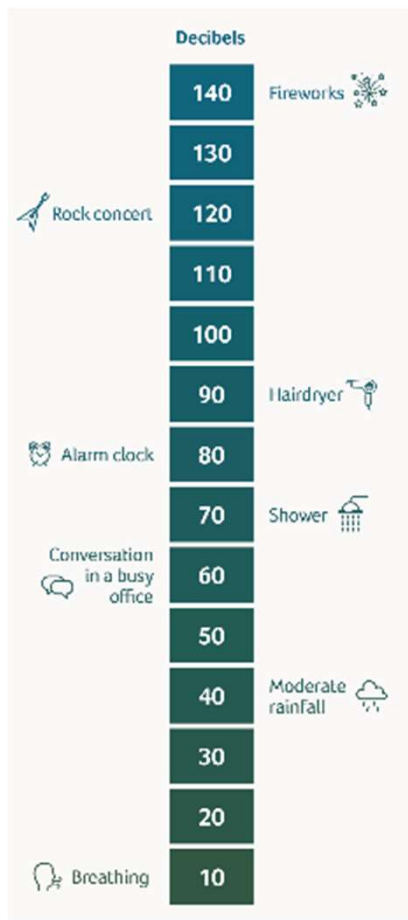 Decibels
140
Fireworks
130
Rock concert
120
110
100
90
Hairdryer
Alarm clock
80
70
Shower
Conversation
in a busy
office
60
50
40
Moderate
rainfall
30
20
Breathing
10